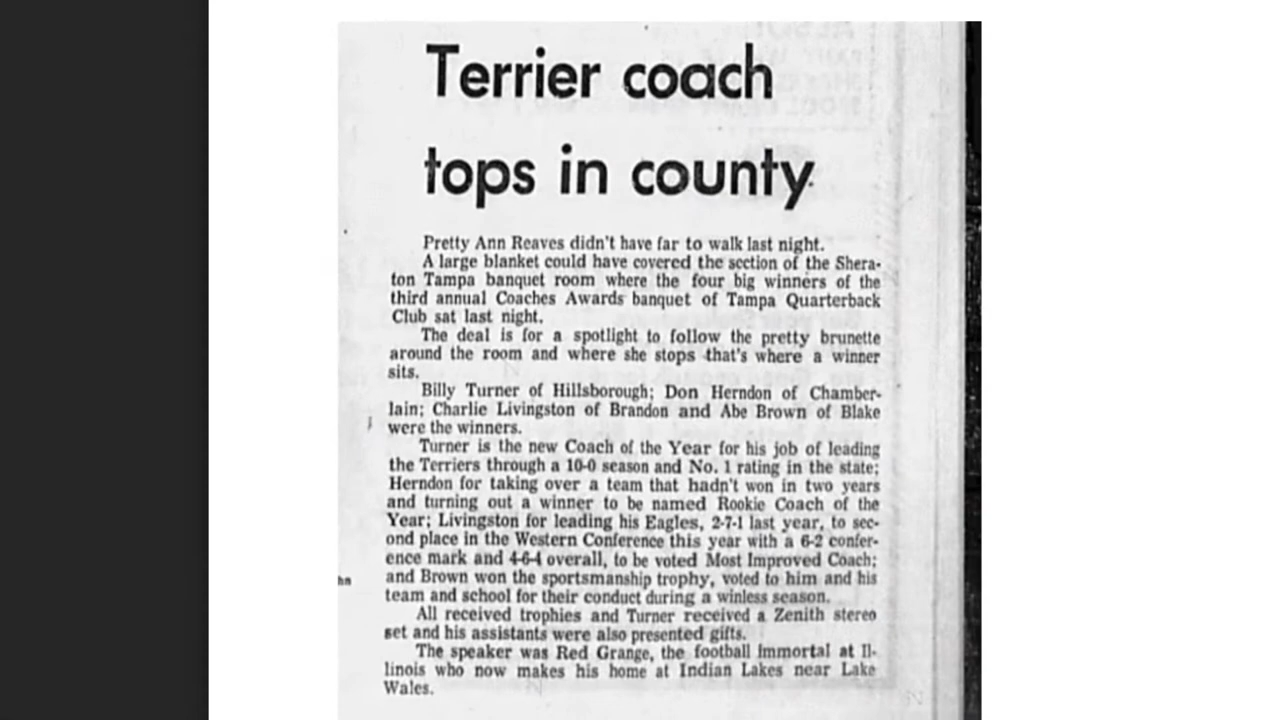 Terrier coach
tops in county
Pretty Ann Reaves didn't have far to walk last night.
A large blanket could have covered the section of the Shera-
ton Tampa banquet room where the four big winners of the
third annual Coaches Awards banquet of Tampa Quarterback
Club sat last night.
The deal is for a spotlight to follow the pretty brunette
around the room and where she stops that's where a winner
sits.
Billy Turner of Hillsborough; Don Herndon of Chamber-
lain; Charlie Livingston of Brandon and Abe Brown of Blake
were the winners.
Turner is the new Coach of the Year for his job of leading
the Terriers through a 10-0 season and No. 1 rating in the state;
Herndon for taking over a team that hadn't won in two years
and turning out a winner to be named Rookie Coach of the
Year; Livingston for leading his Eagles, 2-7-1 last year, to sec-
ond place in the Western Conference this year with a 6-2 confer-
ence mark and 4-6-4 overall, to be voted Most Improved Coach;
and Brown won the sportsmanship trophy, voted to him and his
team and school for their conduct during a winless season.
All received trophies and Turner received a Zenith stereo
set and his assistants were also presented gifts.
The speaker was Red Grange, the football immortal at Il-
linois who now makes his home at Indian Lakes near Lake
Wales.